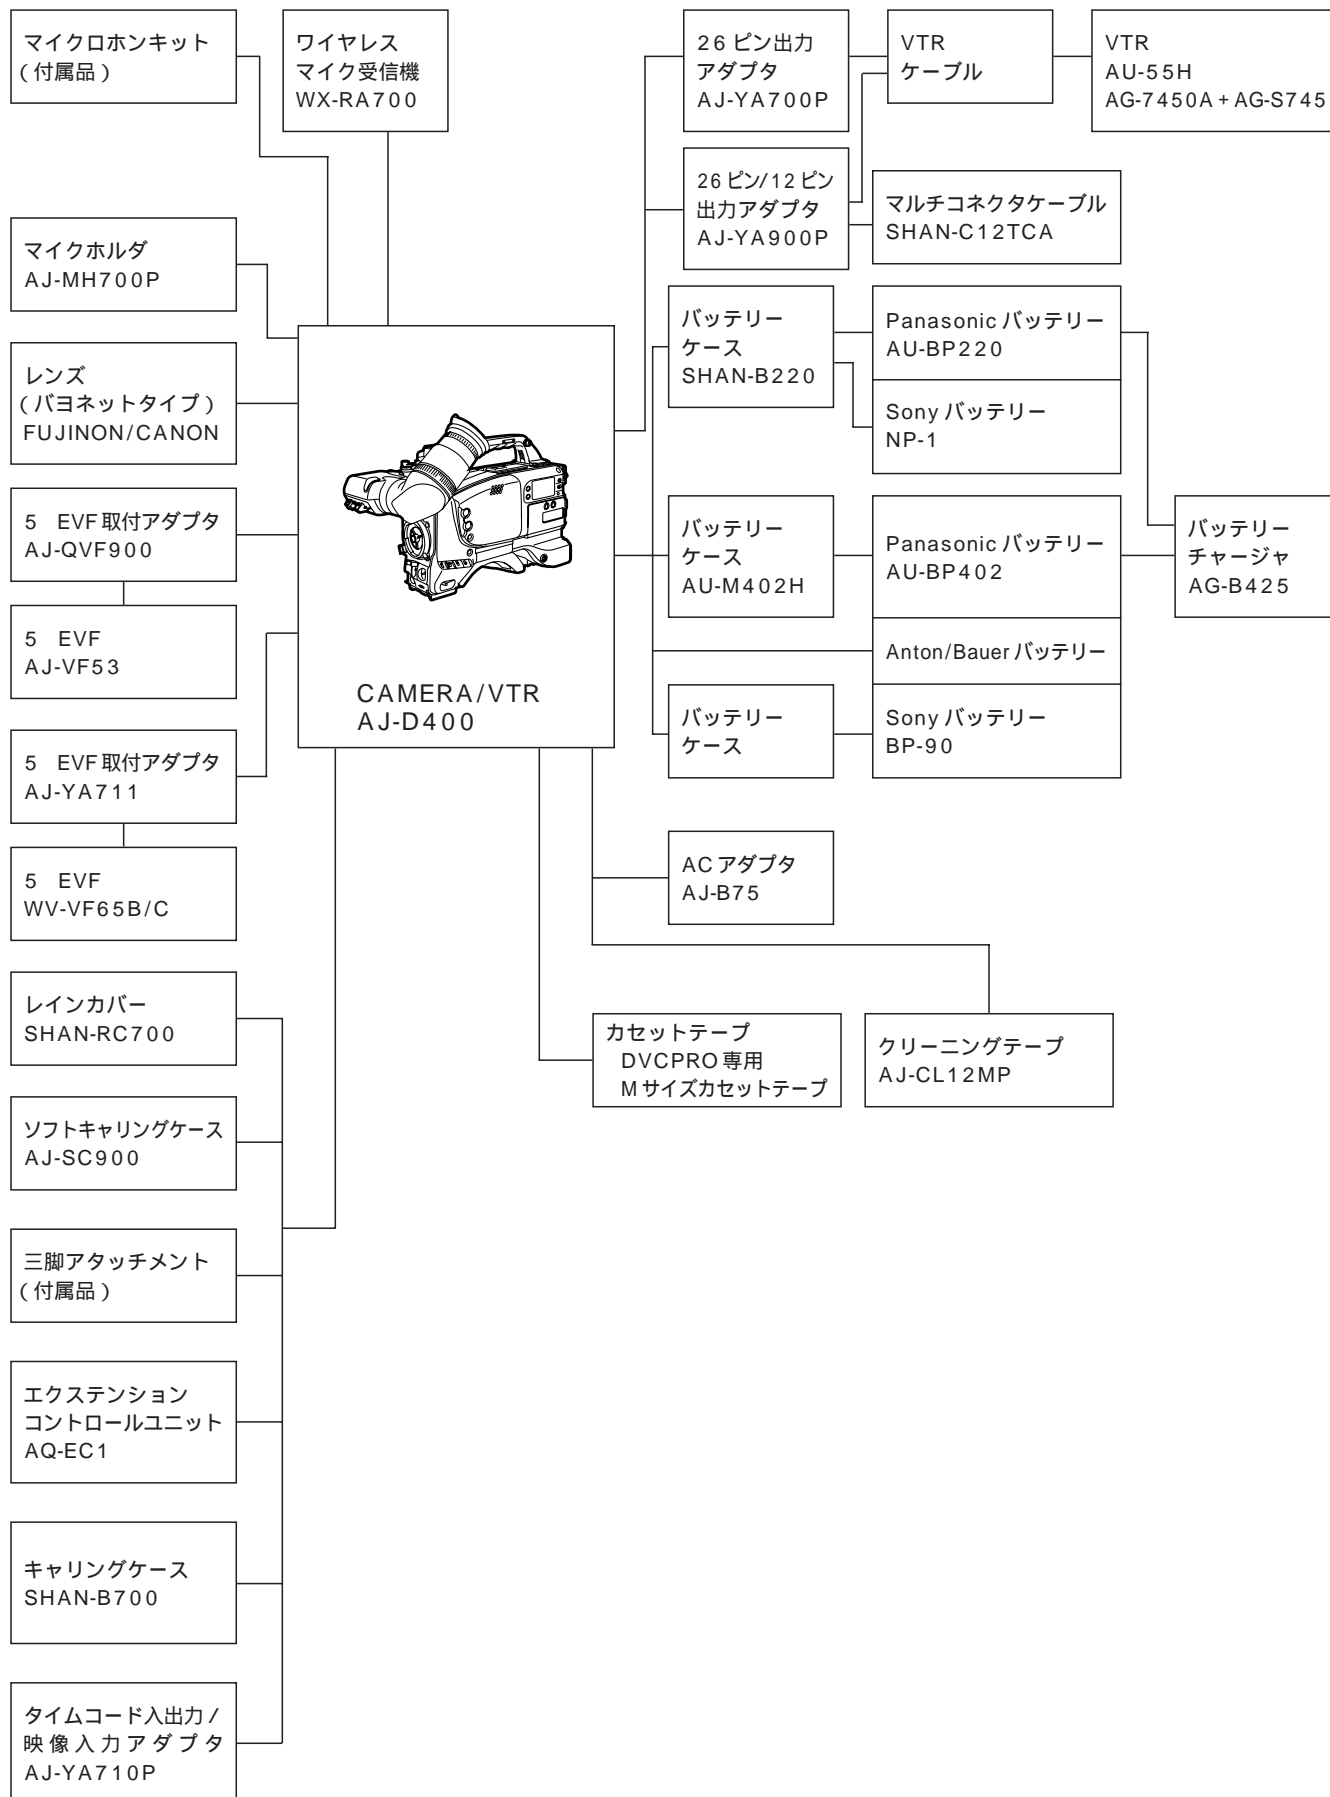 マイクロホンキット
(付属品)
ワイヤレス
マイク受信機
WX-RA700
26ピン出力
アダプタ
AJ-YA700P
VTR
ケーブル
VTR
AU-55H
AG-7450A + AG-S745
26ピン/12ピン
出力アダプタ
AJ-YA900P
マルチコネクタケーブル
SHAN-C12TCA
マイクホルダ
AJ-MH700P
レンズ
(バヨネットタイプ)
FUJINON/CANON
5 EVF取付アダプタ
AJ-QVF900
5 EVF
AJ-VF53
5 EVF取付アダプタ
AJ-YA711
5 EVF
WV-VF65B/C
CAMERA/VTR
AJ-D400
バッテリー
ケース
SHAN-B220
Panasonic バッテリー
AU-BP220
Sony バッテリー
NP-1
バッテリー
ケース
AU-M402H
Panasonic バッテリー
AU-BP402
バッテリー
チャージャ
AG-B425
Anton/Bauer バッテリー
バッテリー
ケース
Sony バッテリー
BP-90
ACアダプタ
AJ-B75
カセットテープ
DVCPRO専用
Mサイズカセットテープ
クリーニングテープ
AJ-CL12MP
レインカバー
SHAN-RC700
ソフトキャリングケース
AJ-SC900
三脚アタッチメント
(付属品)
エクステンション
コントロールユニット
AQ-EC1
キャリングケース
SHAN-B700
タイムコード入出力/
映像入力アダプタ
AJ-YA710P